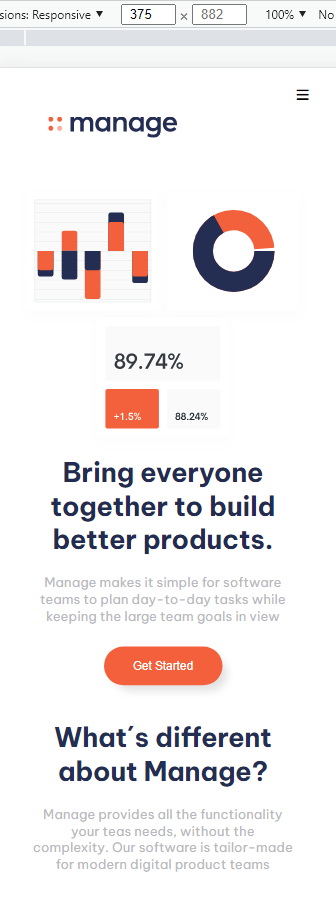 sions: Responsive ▼ 375 × 882 100% ▼ No
manage
89.74%
+1.5% 88.24%
Bring everyone
together to build
better products.
Manage makes it simple for software
teams to plan day-to-day tasks while
keeping the large team goals in view
Get Started
What´s different
about Manage?
Manage provides all the functionality
your teas needs, without the
complexity. Our software is tailor-made
for modern digital product teams